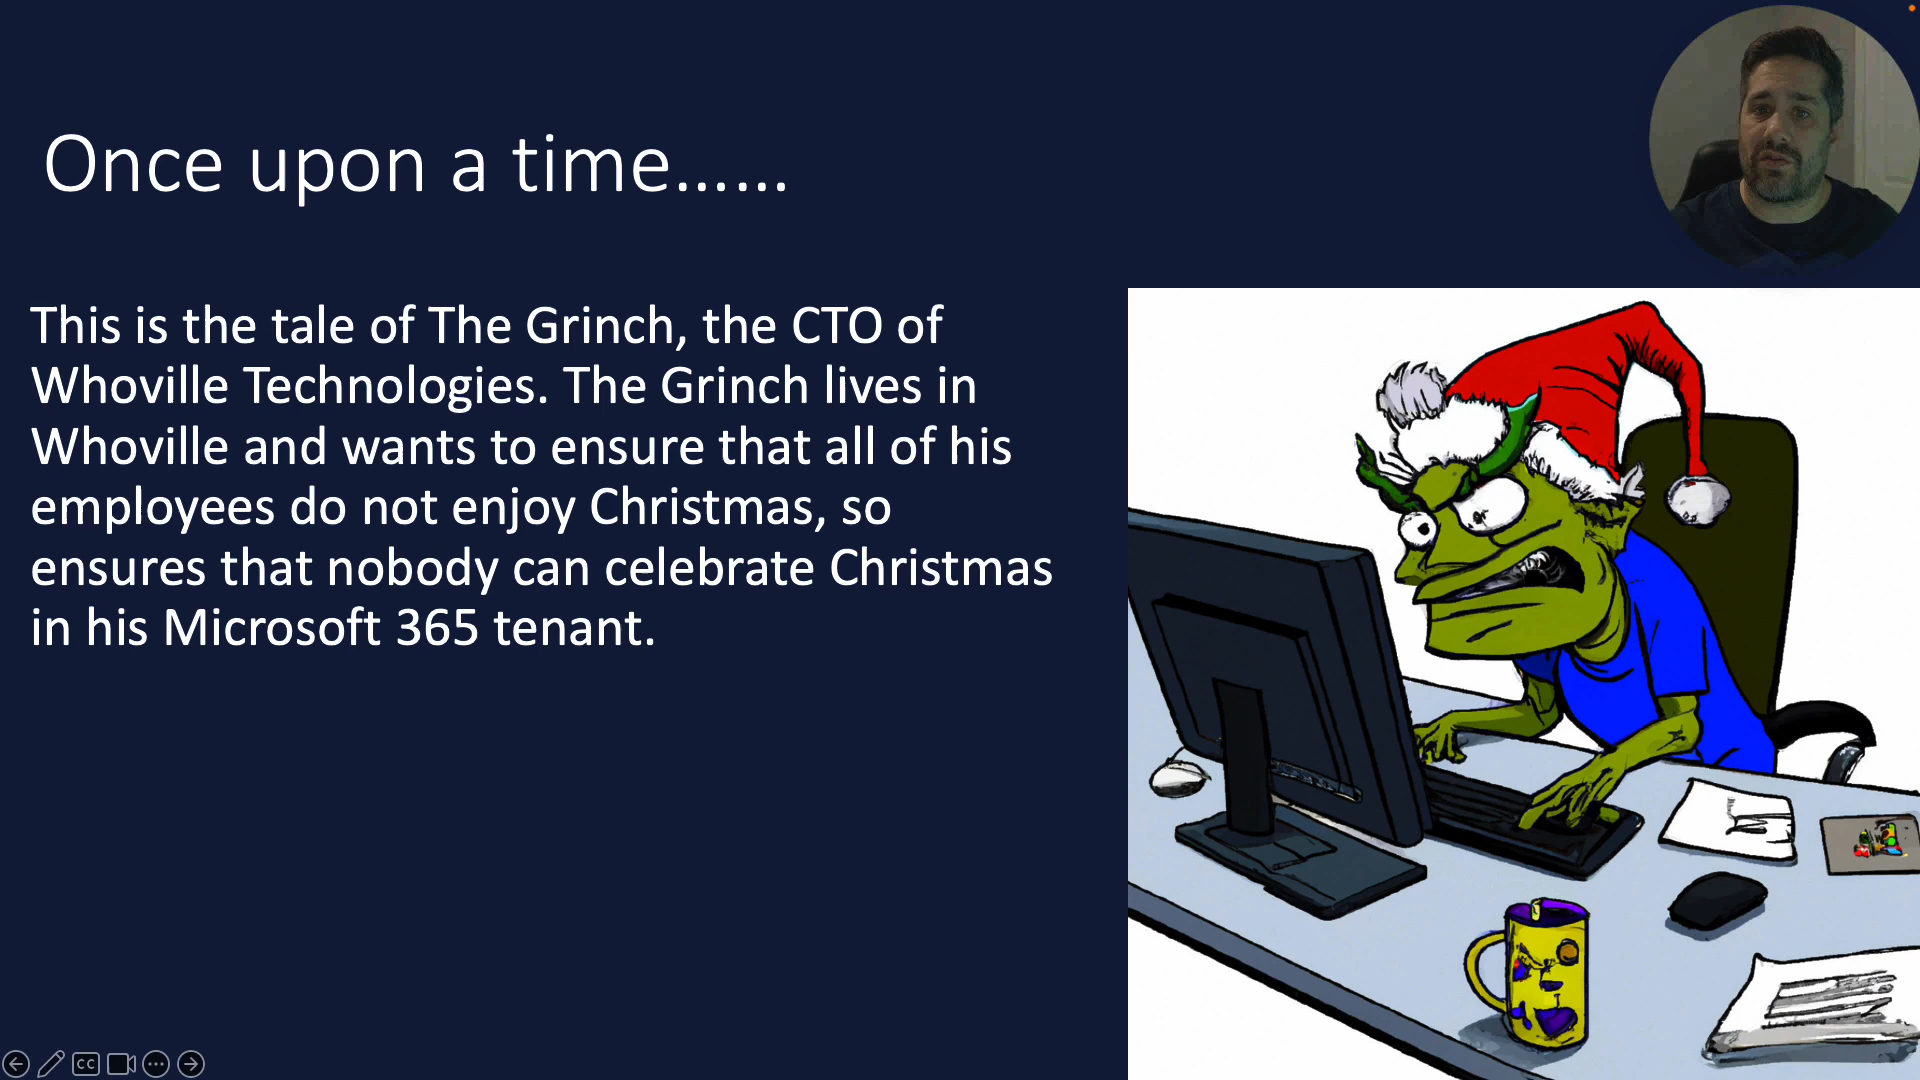 Once upon a time......
This is the tale of The Grinch, the CTO of
Whoville Technologies. The Grinch lives in
Whoville and wants to ensure that all of his
employees do not enjoy Christmas, so
ensures that nobody can celebrate Christmas
in his Microsoft 365 tenant.
CC